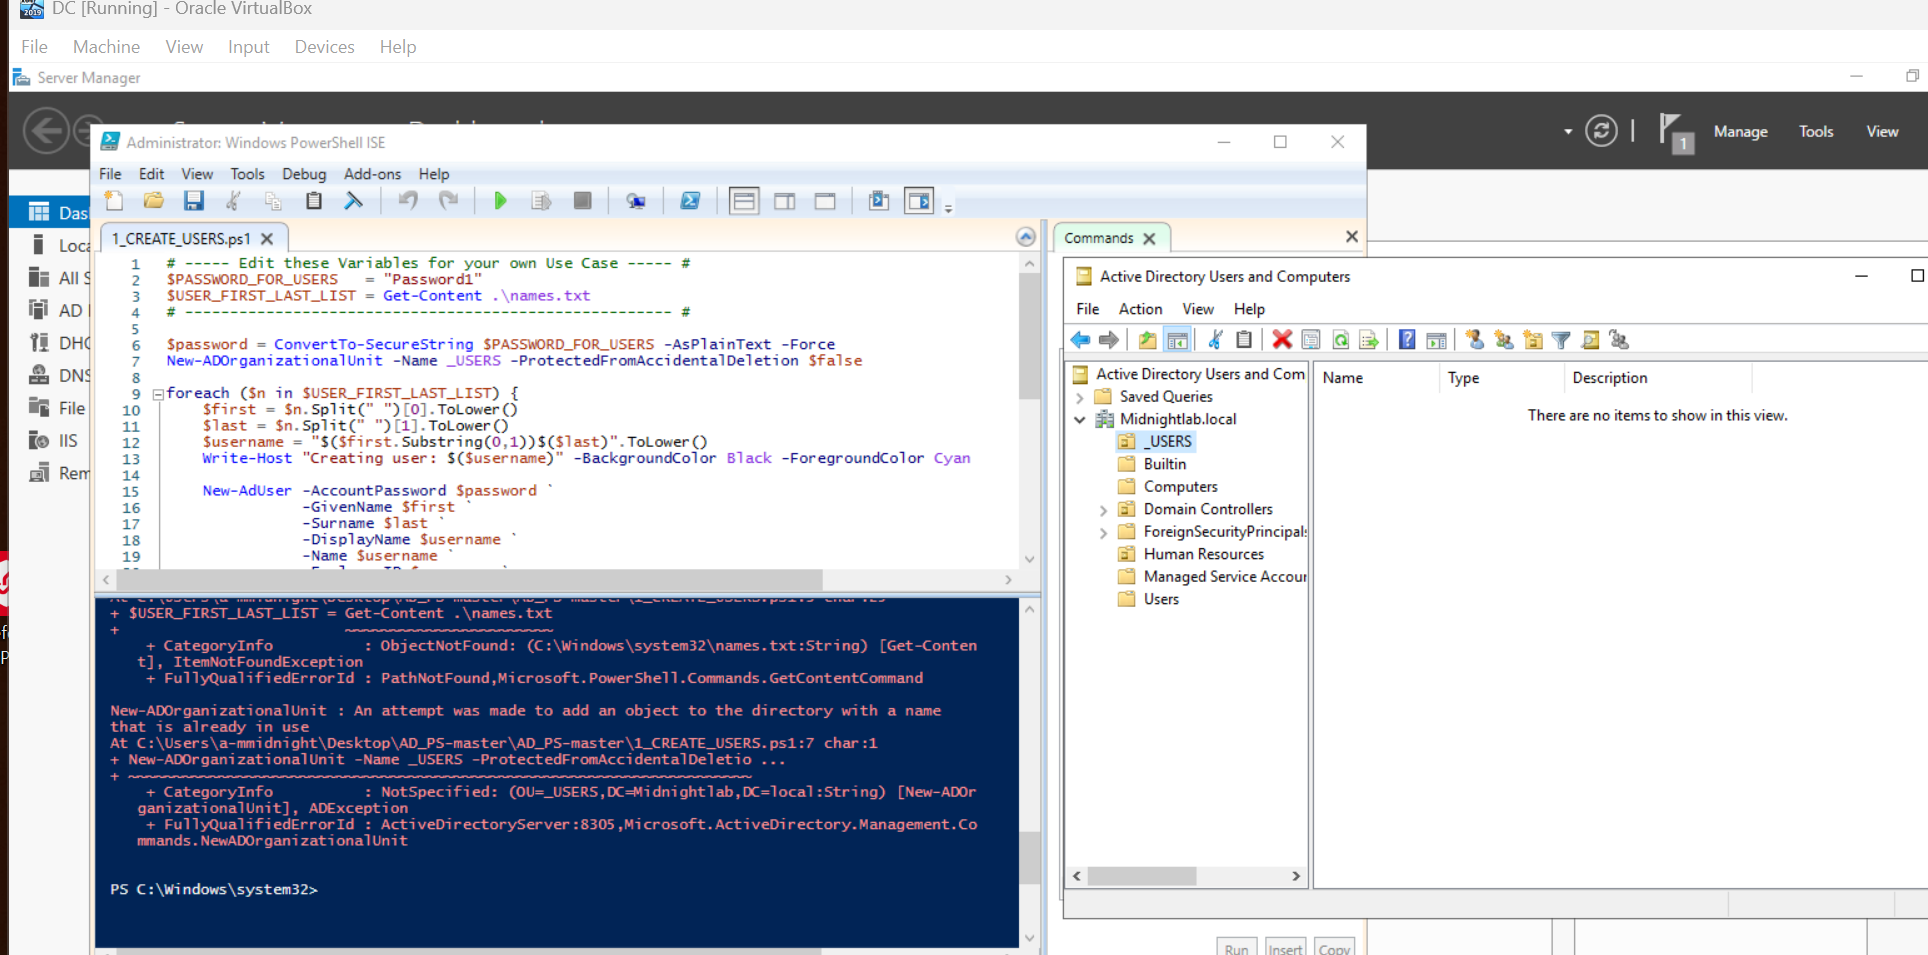 DC [Running] - Oracle VirtualBox
File Machine View Input Devices Help
Server Manager
Manage Tools View
1
Administrator: Windows PowerShell ISE
File Edit View Tools Debug Add-ons Help
Das
Loca
All S
AD
DHC
DNS
File
IIS
Rem
1_CREATE_USERS.ps1
1 # ----- Edit these Variables for your own Use Case ----- #
2 $PASSWORD_FOR_USERS = "Password1"
3 $USER_FIRST_LAST_LIST = Get-Content .\names.txt
4 # ------------------------------------------------------ #
5
6 $password = ConvertTo-SecureString $PASSWORD_FOR_USERS -AsPlainText -Force
7 New-ADOrganizationalUnit -Name _USERS -ProtectedFromAccidentalDeletion $false
8
9 foreach ($n in $USER_FIRST_LAST_LIST) {
10 $first = $n.Split(" ")[0].ToLower()
11 $last = $n.Split(" ")[1].ToLower()
12 $username = "$($first.Substring(0,1))$($last)".ToLower()
13 Write-Host "Creating user: $($username)" -BackgroundColor Black -ForegroundColor Cyan
14
15 New-AdUser -AccountPassword $password `
16 -GivenName $first `
17 -Surname $last `
18 -DisplayName $username `
19 -Name $username `
+ $USER_FIRST_LAST_LIST = Get-Content .\names.txt
+ ~~~~~~~~~~~~~~~~~~~~~~~
+ CategoryInfo : ObjectNotFound: (C:\Windows\system32\names.txt:String) [Get-Conten
t], ItemNotFoundException
+ FullyQualifiedErrorId : PathNotFound,Microsoft.PowerShell.Commands.GetContentCommand
New-ADOrganizationalUnit : An attempt was made to add an object to the directory with a name
that is already in use
At C:\Users\a-mmidnight\Desktop\AD_PS-master\AD_PS-master\1_CREATE_USERS.ps1:7 char:1
+ New-ADOrganizationalUnit -Name _USERS -ProtectedFromAccidentalDeletio ...
+ ~~~~~~~~~~~~~~~~~~~~~~~~~~~~~~~~~~~~~~~~~~~~~~~~~~~~~~~~~~~~~~~~~~~~~
+ CategoryInfo : NotSpecified: (OU=_USERS,DC=Midnightlab,DC=local:String) [New-ADOr
ganizationalUnit], ADException
+ FullyQualifiedErrorId : ActiveDirectoryServer:8305,Microsoft.ActiveDirectory.Management.Co
mmands.NewADOrganizationalUnit
PS C:\Windows\system32>
Commands
Run Insert Copy
Active Directory Users and Computers
File Action View Help
Active Directory Users and Com
Saved Queries
Midnightlab.local
_USERS
Builtin
Computers
Domain Controllers
ForeignSecurityPrincipals
Human Resources
Managed Service Accour
Users
Name Type Description
There are no items to show in this view.